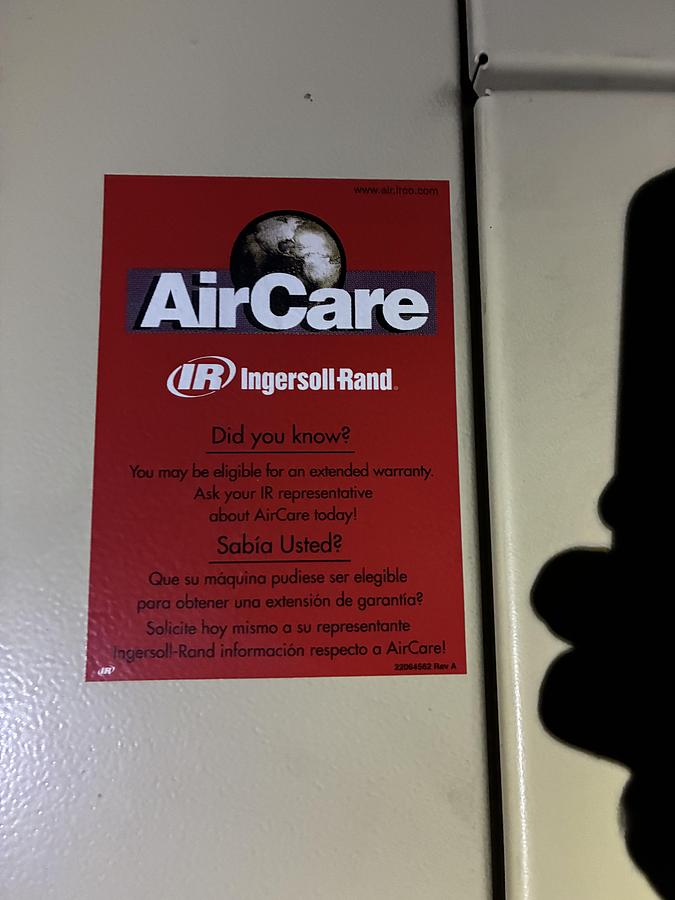 www.air.irco.com
AirCare
IR Ingersoll-Rand
Did you know?
You may be eligible for an extended warranty.
Ask your IR representative
about AirCare today!
Sabía Usted?
Que su máquina pudiese ser elegible
para obtener una extensión de garantía?
Solicite hoy mismo a su representante
Ingersoll-Rand información respecto a AirCare!
IR
22064562 Rev A